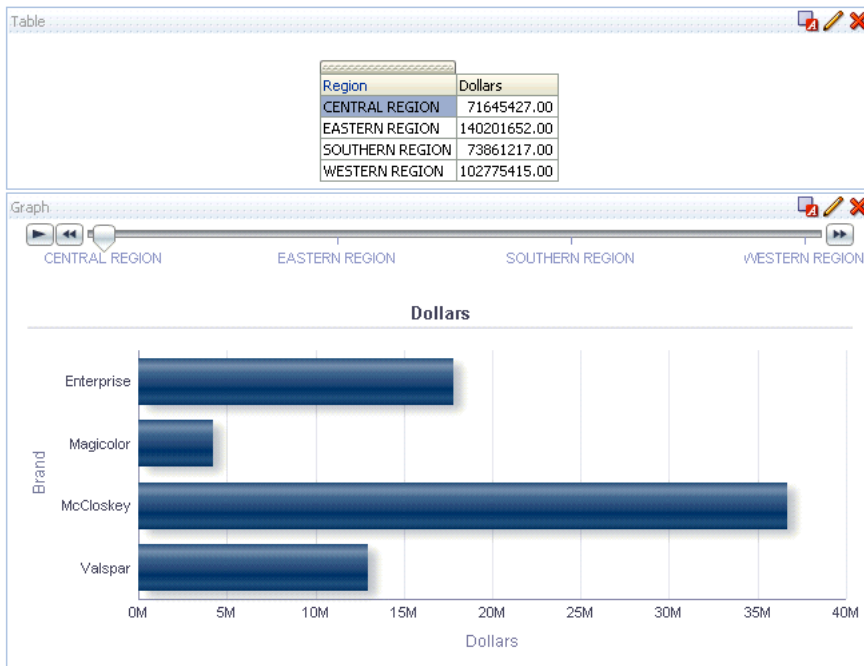 Table
Region Dollars
CENTRAL REGION 71645427.00
EASTERN REGION 140201652.00
SOUTHERN REGION 73861217.00
WESTERN REGION 102775415.00
Graph
CENTRAL REGION EASTERN REGION SOUTHERN REGION WESTERN REGION
Dollars
Enterprise
Magicolor
Brand
McCloskey
Valspar
0M 5M 10M 15M 20M 25M 30M 35M 40M
Dollars